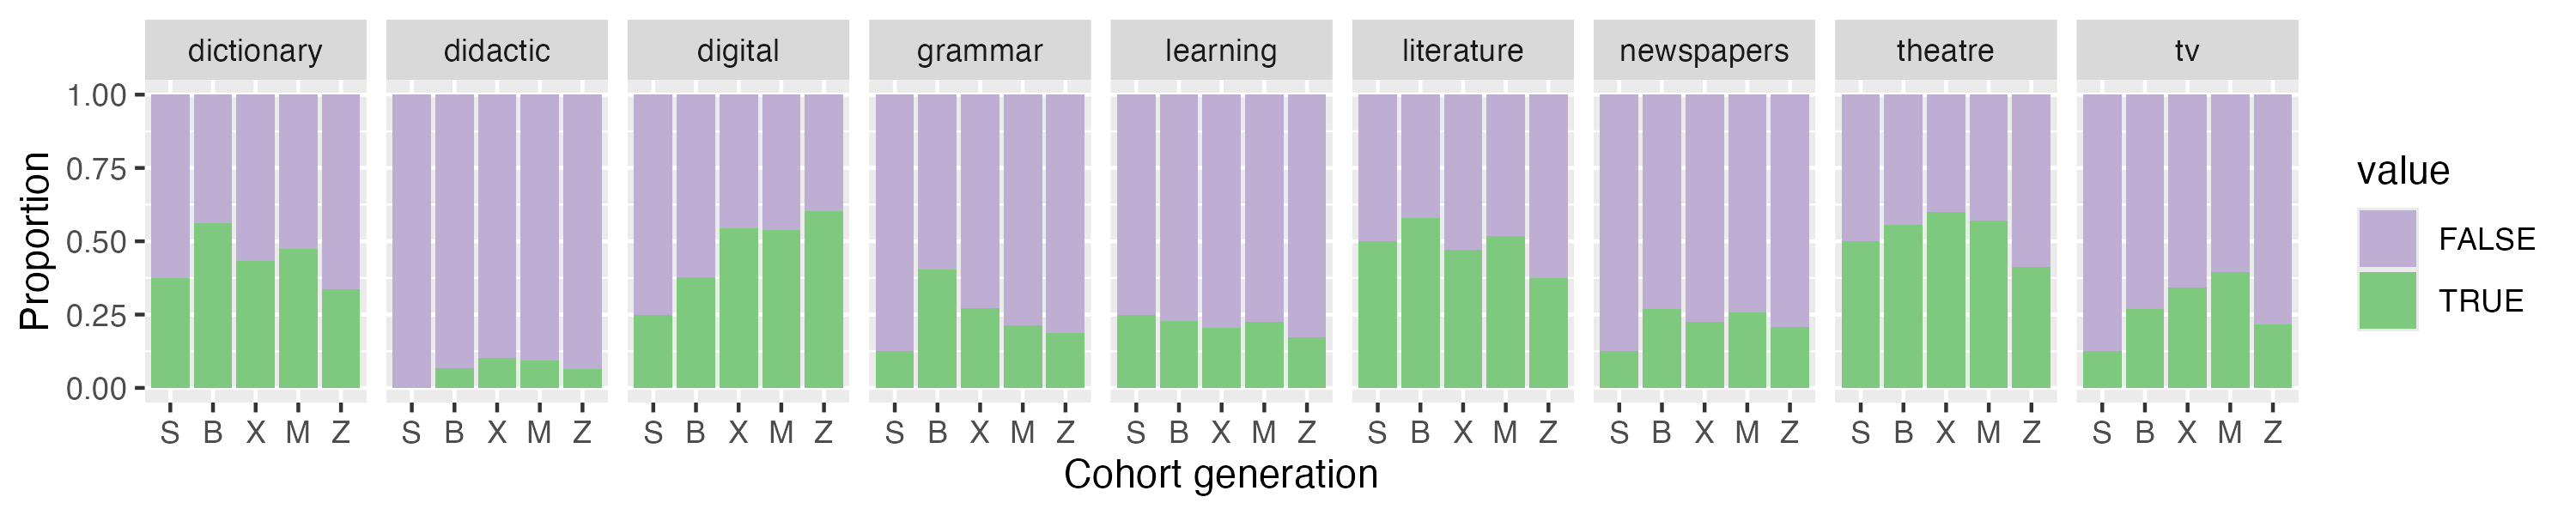 dictionary didactic digital grammar learning literature newspapers theatre tv
1.00
0.75
0.50
0.25
0.00
Proportion
S B X M Z S B X M Z S B X M Z S B X M Z S B X M Z S B X M Z S B X M Z S B X M Z S B X M Z
Cohort generation
value
FALSE
TRUE